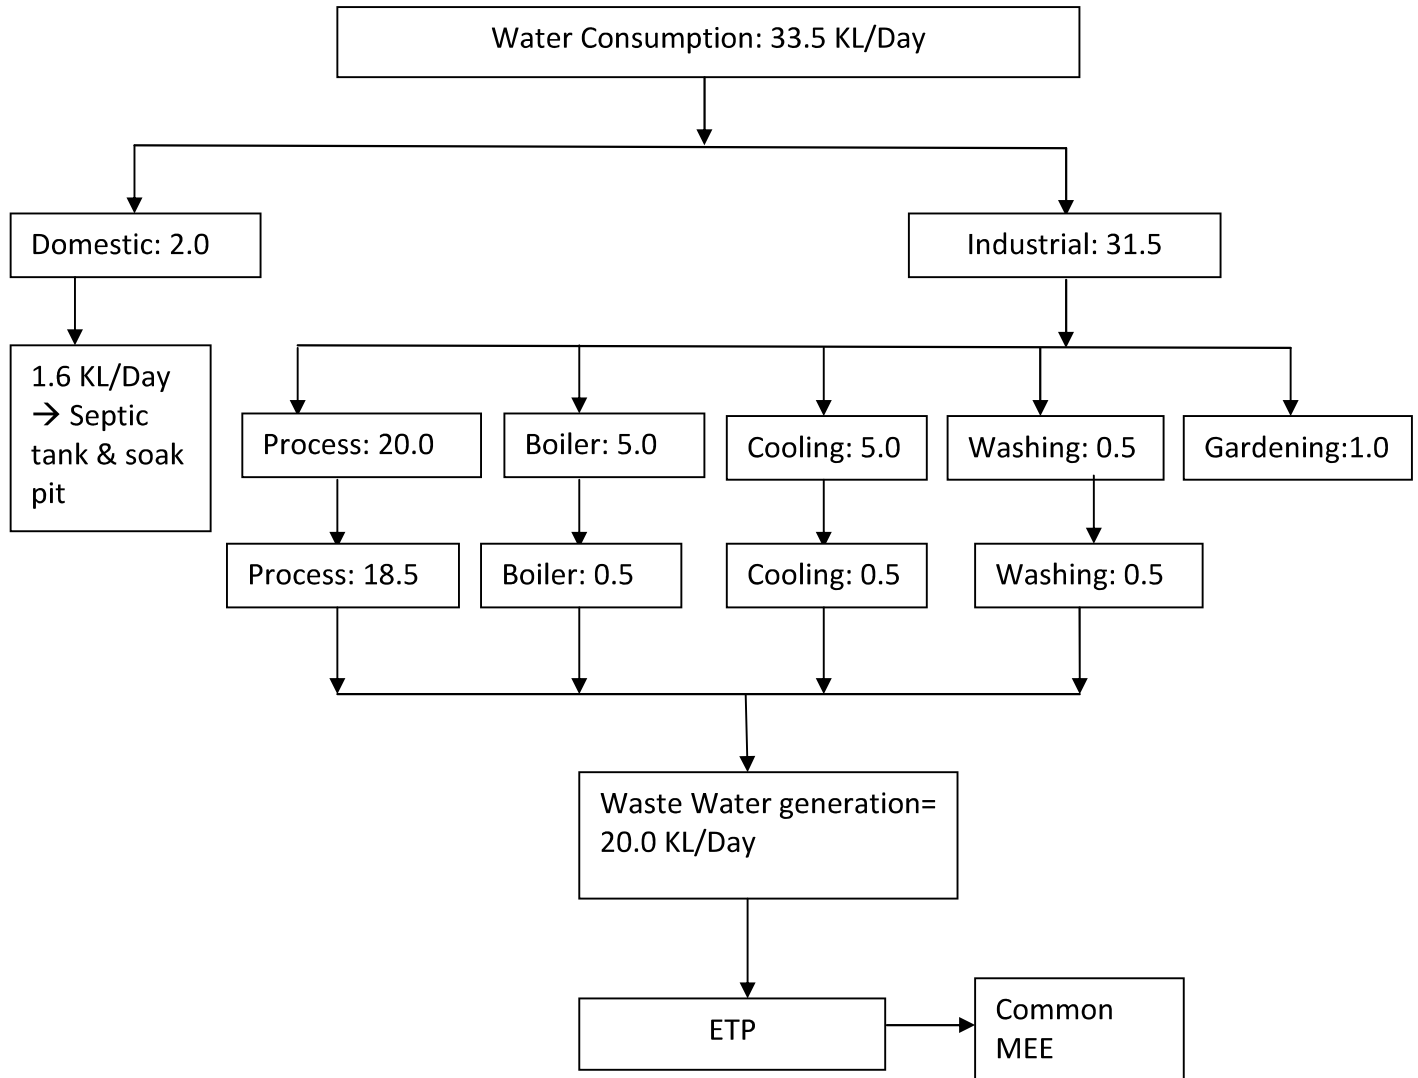 Water Consumption: 33.5 KL/Day
Domestic: 2.0
Industrial: 31.5
1.6 KL/Day
→ Septic
tank & soak
pit
Process: 20.0
Boiler: 5.0
Cooling: 5.0
Washing: 0.5
Gardening:1.0
Process: 18.5
Boiler: 0.5
Cooling: 0.5
Washing: 0.5
Waste Water generation=
20.0 KL/Day
ETP
Common
MEE